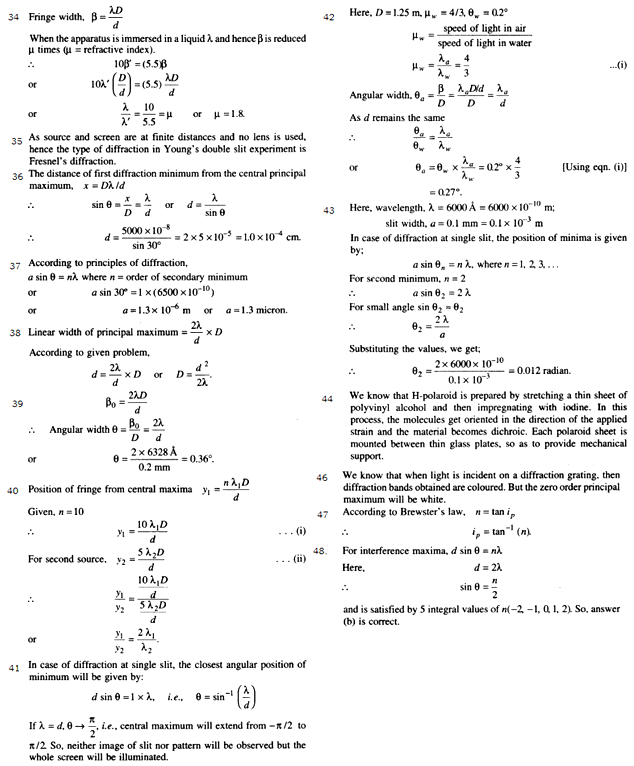 34 Fringe width, β = λD/d
When the apparatus is immersed in a liquid λ and hence β is reduced
μ times (μ = refractive index).
∴ 10β′ = (5.5)β
or 10λ′ (D/d) = (5.5) λD/d
or λ/λ′ = 10/5.5 = μ or μ = 1.8.
35 As source and screen are at finite distances and no lens is used,
hence the type of diffraction in Young's double slit experiment is
Fresnel's diffraction.
36 The distance of first diffraction minimum from the central principal
maximum, x = Dλ/d
∴ sin θ = x/D = λ/d or d = λ/sin θ
∴ d = 5000 × 10⁻⁸/sin 30° = 2 × 5 × 10⁻⁵ = 1.0 × 10⁻⁴ cm.
37 According to principles of diffraction,
a sin θ = nλ where n = order of secondary minimum
or a sin 30° = 1 × (6500 × 10⁻¹⁰)
or a = 1.3 × 10⁻⁶ m or a = 1.3 micron.
38 Linear width of principal maximum = 2λ/d × D
According to given problem,
d = 2λ/d × D or D = d²/2λ.
39 β₀ = 2λD/d
∴ Angular width θ = β₀/D = 2λ/d
or θ = 2 × 6328 Å/0.2 mm = 0.36°.
40 Position of fringe from central maxima y₁ = nλ₁D/d
Given, n = 10
∴ y₁ = 10λ₁D/d . . . (i)
For second source, y₂ = 5λ₂D/d . . . (ii)
∴ y₁/y₂ = (10λ₁D/d)/(5λ₂D/d)
or y₁/y₂ = 2λ₁/λ₂.
41 In case of diffraction at single slit, the closest angular position of
minimum will be given by:
d sin θ = 1 × λ, i.e., θ = sin⁻¹ (λ/d)
If λ = d, θ → π/2, i.e., central maximum will extend from −π/2 to
π/2. So, neither image of slit nor pattern will be observed but the
whole screen will be illuminated.
42 Here, D = 1.25 m, μw = 4/3, θw = 0.2°
μw = speed of light in air/speed of light in water
μw = λa/λw = 4/3 ...(i)
Angular width, θa = β/D = (λaD/d)/D = λa/d
As d remains the same
∴ θa/θw = λa/λw
or θa = θw × λa/λw = 0.2° × 4/3 [Using eqn. (i)]
= 0.27°.
43 Here, wavelength, λ = 6000 Å = 6000 × 10⁻¹⁰ m;
slit width, a = 0.1 mm = 0.1 × 10⁻³ m
In case of diffraction at single slit, the position of minima is given
by;
a sin θn = nλ, where n = 1, 2, 3, ...
For second minimum, n = 2
∴ a sin θ₂ = 2λ
For small angle sin θ₂ = θ₂
∴ θ₂ = 2λ/a
Substituting the values, we get;
∴ θ₂ = 2 × 6000 × 10⁻¹⁰/0.1 × 10⁻³ = 0.012 radian.
44 We know that H-polaroid is prepared by stretching a thin sheet of
polyvinyl alcohol and then impregnating with iodine. In this
process, the molecules get oriented in the direction of the applied
strain and the material becomes dichroic. Each polaroid sheet is
mounted between thin glass plates, so as to provide mechanical
support.
46 We know that when light is incident on a diffraction grating, then
diffraction bands obtained are coloured. But the zero order principal
maximum will be white.
47 According to Brewster's law, n = tan ip
∴ ip = tan⁻¹ (n).
48. For interference maxima, d sin θ = nλ
Here, d = 2λ
∴ sin θ = n/2
and is satisfied by 5 integral values of n(−2, −1, 0, 1, 2). So, answer
(b) is correct.